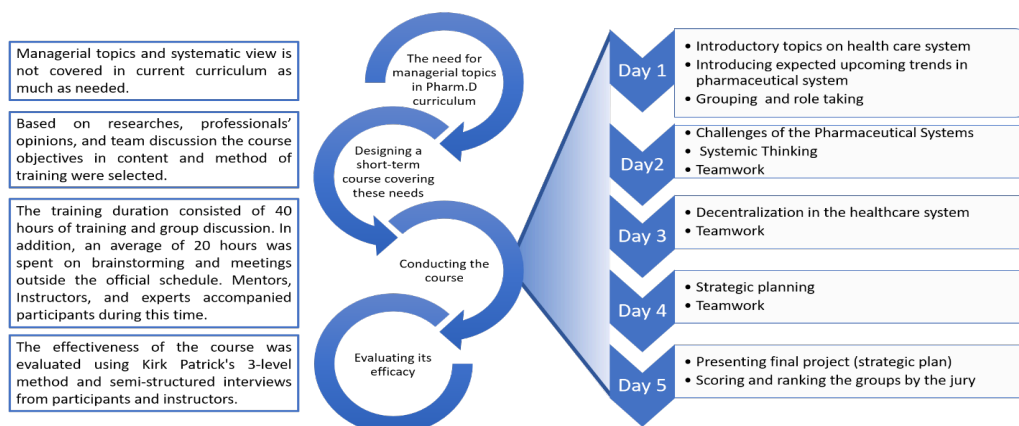 Managerial topics and systematic view is
not covered in current curriculum as
much as needed.
Based on researches, professionals'
opinions, and team discussion the course
objectives in content and method of
training were selected.
The training duration consisted of 40
hours of training and group discussion. In
addition, an average of 20 hours was
spent on brainstorming and meetings
outside the official schedule. Mentors,
Instructors, and experts accompanied
participants during this time.
The effectiveness of the course was
evaluated using Kirk Patrick's 3-level
method and semi-structured interviews
from participants and instructors.
The need for
managerial topics
in Pharm.D
curriculum
Designing a
short-term
course covering
these needs
Conducting the
course
Evaluating its
efficacy
Day 1
• Introductory topics on health care system
• Introducing expected upcoming trends in
pharmaceutical system
• Grouping and role taking
Day2
• Challenges of the Pharmaceutical Systems
• Systemic Thinking
• Teamwork
Day 3
• Decentralization in the healthcare system
• Teamwork
Day 4
• Strategic planning
• Teamwork
Day 5
• Presenting final project (strategic plan)
• Scoring and ranking the groups by the jury